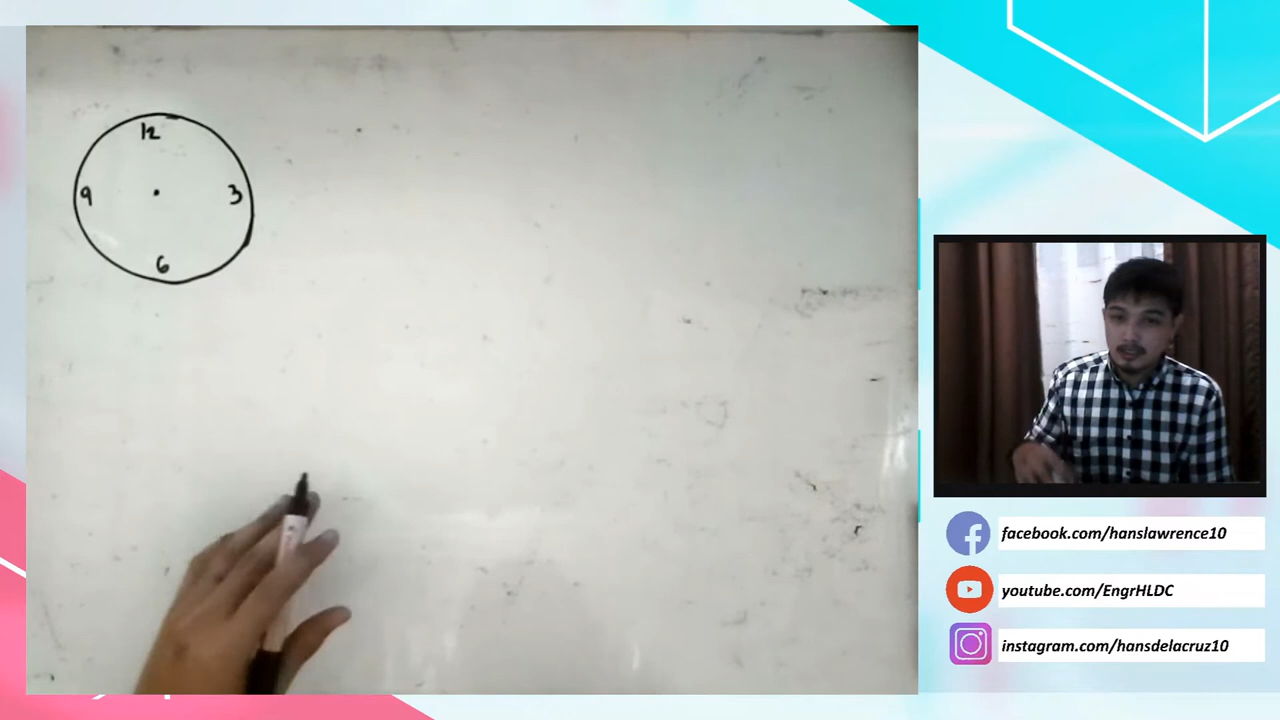 12
9 3
6
facebook.com/hanslawrence10
youtube.com/EngrHLDC
instagram.com/hansdelacruz10